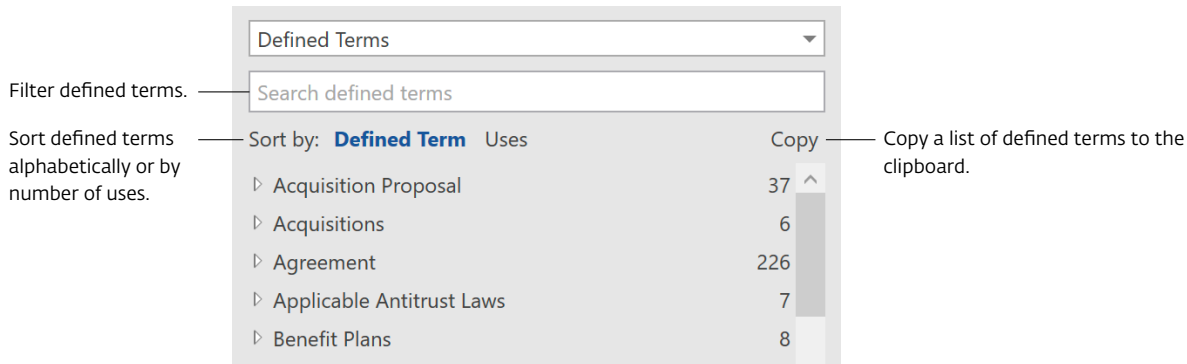 Defined Terms
Filter defined terms.
Search defined terms
Sort defined terms
alphabetically or by
number of uses.
Sort by: Defined Term Uses Copy
Copy a list of defined terms to the
clipboard.
Acquisition Proposal 37
Acquisitions 6
Agreement 226
Applicable Antitrust Laws 7
Benefit Plans 8